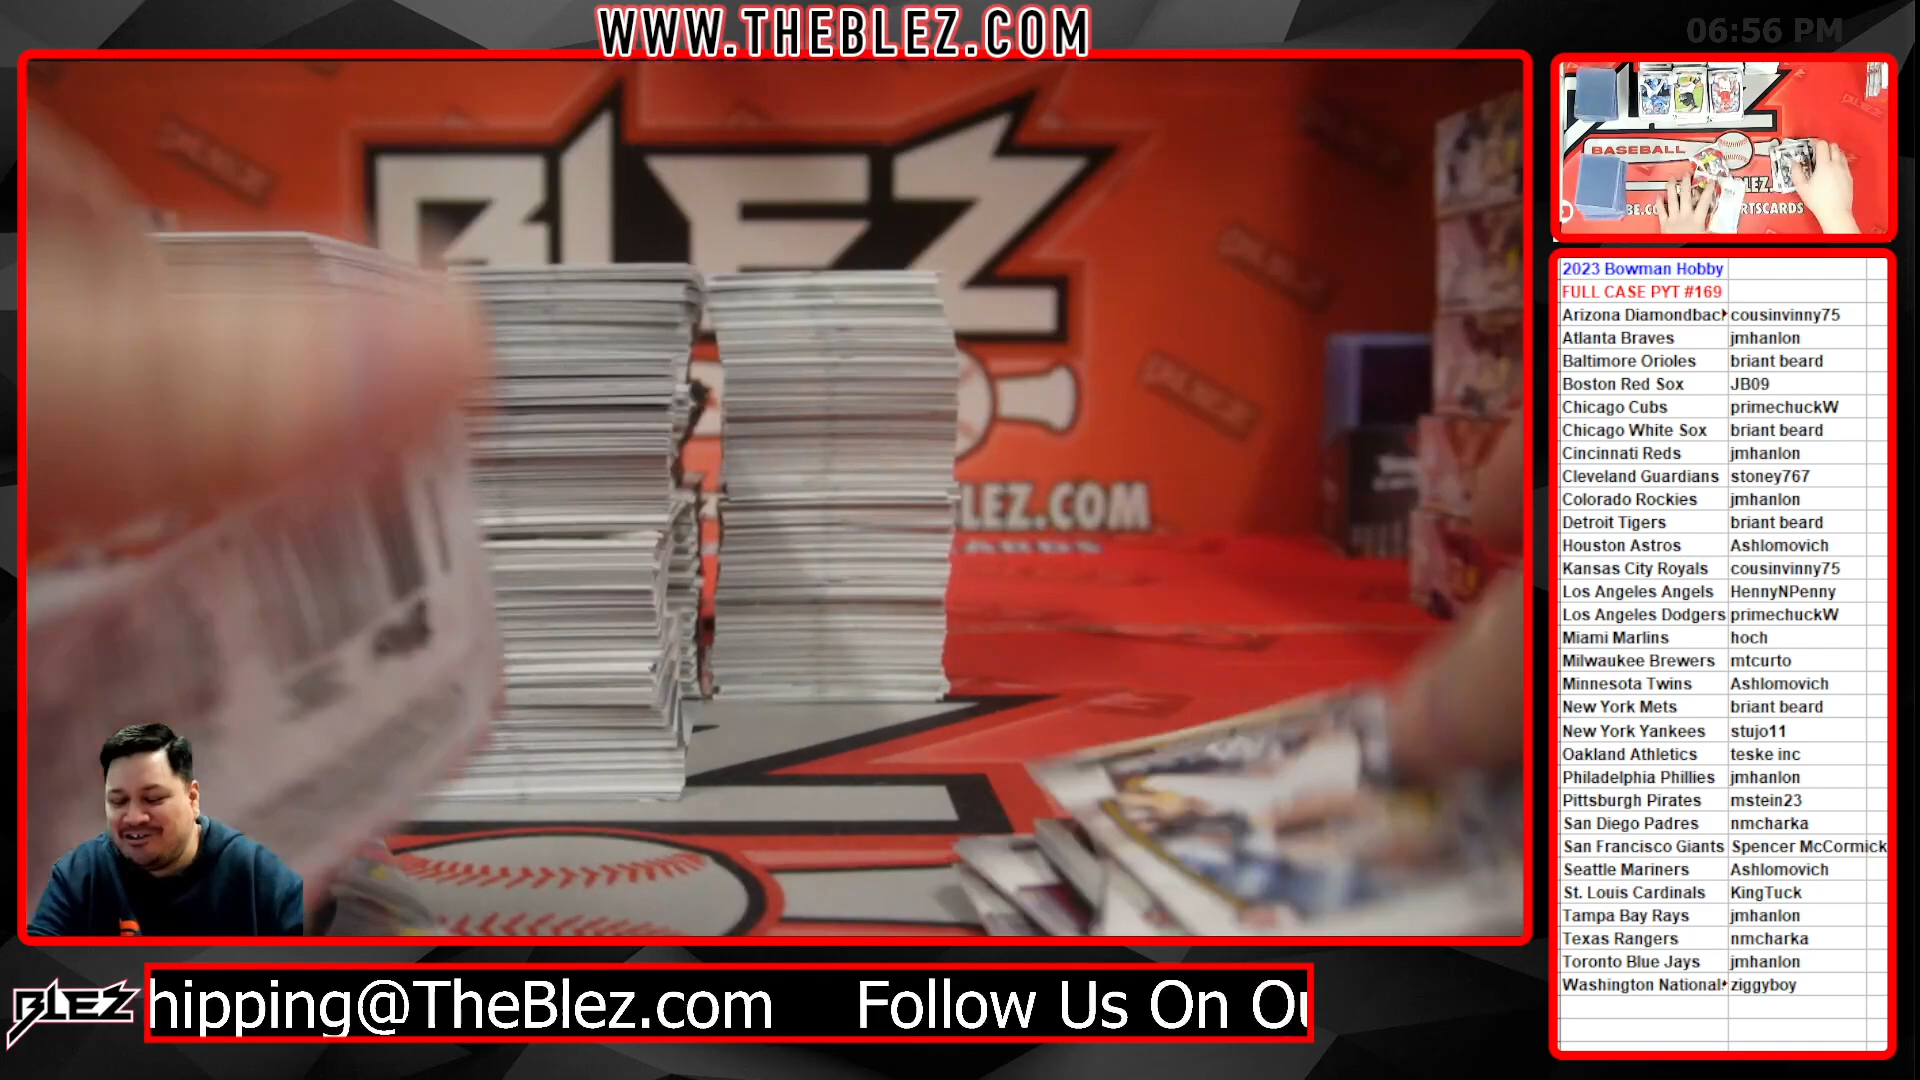 WWW.THEBLEZ.COM
06:56 PM
BLEZ
LEZ.COM
BASEBALL
2023 Bowman Hobby
FULL CASE PYT #169
Arizona Diamondbac cousinvinny75
Atlanta Braves jmhanlon
Baltimore Orioles briant beard
Boston Red Sox JB09
Chicago Cubs primechuckW
Chicago White Sox briant beard
Cincinnati Reds jmhanlon
Cleveland Guardians stoney767
Colorado Rockies jmhanlon
Detroit Tigers briant beard
Houston Astros Ashlomovich
Kansas City Royals cousinvinny75
Los Angeles Angels HennyNPenny
Los Angeles Dodgers primechuckW
Miami Marlins hoch
Milwaukee Brewers mtcurto
Minnesota Twins Ashlomovich
New York Mets briant beard
New York Yankees stujo11
Oakland Athletics teske inc
Philadelphia Phillies jmhanlon
Pittsburgh Pirates mstein23
San Diego Padres nmcharka
San Francisco Giants Spencer McCormick
Seattle Mariners Ashlomovich
St. Louis Cardinals KingTuck
Tampa Bay Rays jmhanlon
Texas Rangers nmcharka
Toronto Blue Jays jmhanlon
Washington National ziggyboy
BLEZ
hipping@TheBlez.com Follow Us On Ou